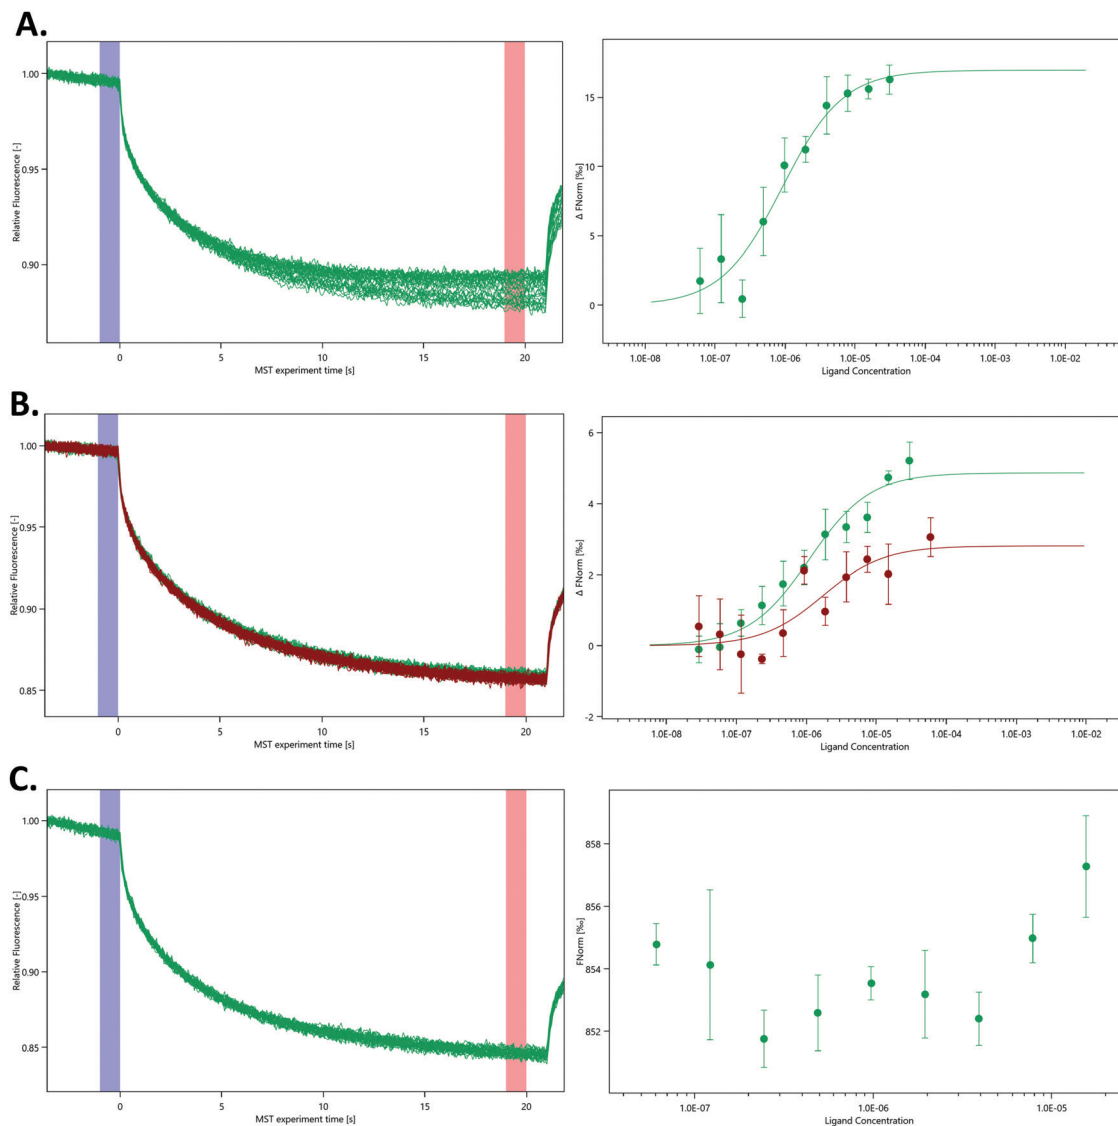 A.
1.00
0.95
0.90
Relative Fluorescence [-]
0
5
10
15
20
MST experiment time [s]
15
10
5
0
Δ FNorm [‰]
1.0E-08
1.0E-07
1.0E-06
1.0E-05
1.0E-04
1.0E-03
1.0E-02
Ligand Concentration
B.
1.00
0.95
0.90
0.85
Relative Fluorescence [-]
0
5
10
15
20
MST experiment time [s]
6
4
2
0
-2
Δ FNorm [‰]
1.0E-08
1.0E-07
1.0E-06
1.0E-05
1.0E-04
1.0E-03
1.0E-02
Ligand Concentration
C.
1.00
0.95
0.90
0.85
Relative Fluorescence [-]
0
5
10
15
20
MST experiment time [s]
858
856
854
852
FNorm [‰]
1.0E-07
1.0E-06
1.0E-05
Ligand Concentration